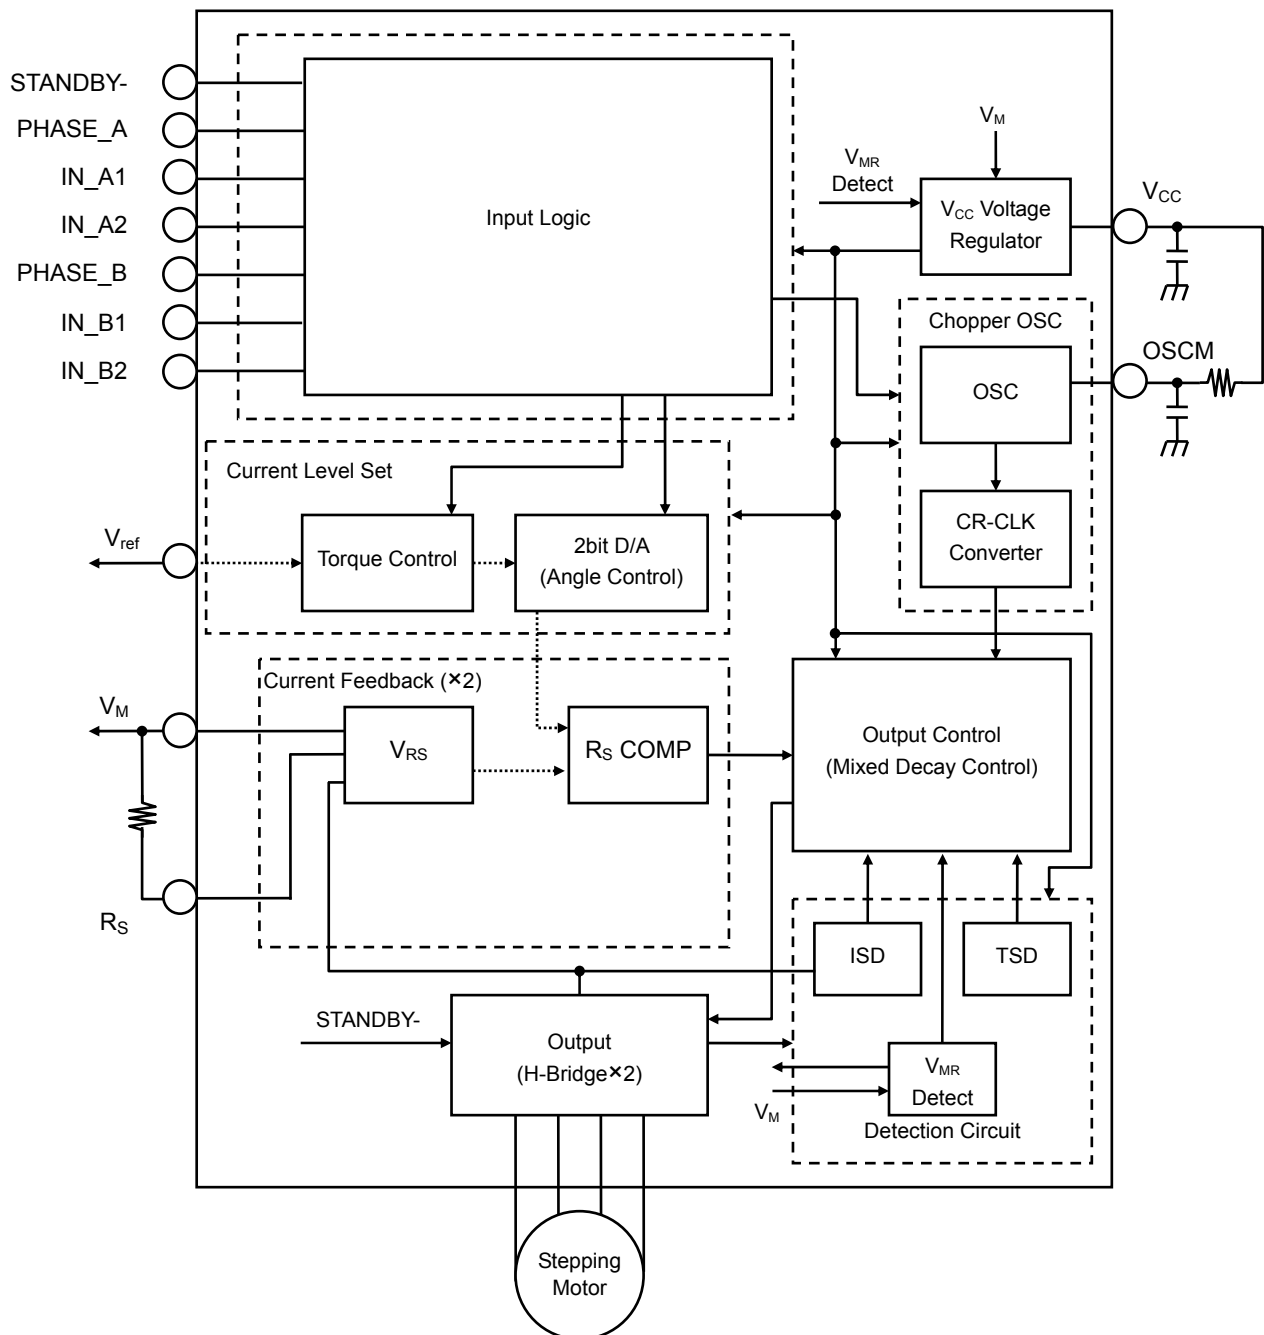 STANDBY-
PHASE_A
IN_A1
IN_A2
PHASE_B
IN_B1
IN_B2
Input Logic
VM
VMR
Detect
VCC Voltage
Regulator
VCC
Chopper OSC
OSC
OSCM
CR-CLK
Converter
Current Level Set
Vref
Torque Control
2bit D/A
(Angle Control)
Current Feedback (×2)
VM
VRS
RS COMP
Output Control
(Mixed Decay Control)
RS
ISD
TSD
STANDBY-
Output
(H-Bridge×2)
VMR
Detect
VM
Detection Circuit
Stepping
Motor